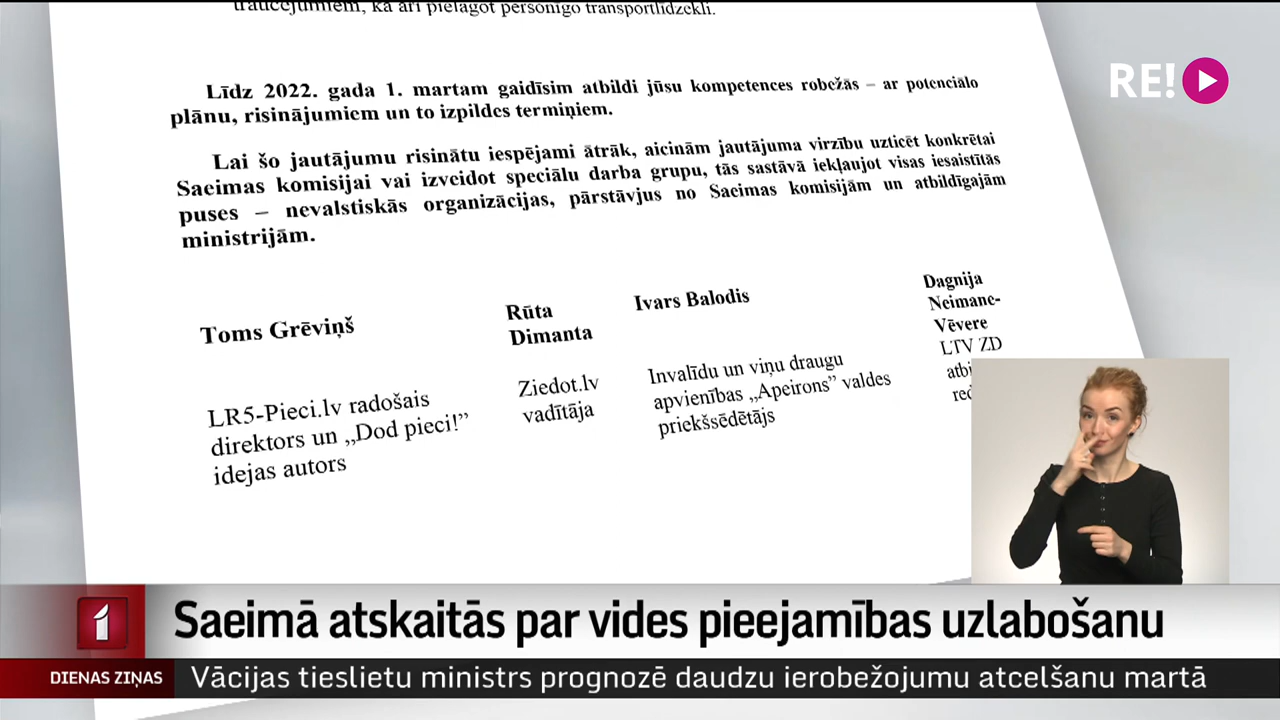 traucējumiem, kā arī pielāgot personīgo transportlīdzekli.
RE!
Līdz 2022. gada 1. martam gaidīsim atbildi jūsu kompetences robežās – ar potenciālo
plānu, risinājumiem un to izpildes termiņiem.
Lai šo jautājumu risinātu iespējami ātrāk, aicinām jautājuma virzību uzticēt konkrētai
Saeimas komisijai vai izveidot speciālu darba grupu, tās sastāvā iekļaujot visas iesaistītās
puses – nevalstiskās organizācijas, pārstāvjus no Saeimas komisijām un atbildīgajām
ministrijām.
Toms Grēviņš
LR5-Pieci.lv radošais
direktors un „Dod pieci!”
idejas autors
Rūta
Dimanta
Ziedot.lv
vadītāja
Ivars Balodis
Invalīdu un viņu draugu
apvienības „Apeirons” valdes
priekšsēdētājs
Dagnija
Neimane-
Vēvere
LTV ZD
atbi
red
1
Saeimā atskaitās par vides pieejamības uzlabošanu
DIENAS ZIŅAS
Vācijas tieslietu ministrs prognozē daudzu ierobežojumu atcelšanu martā